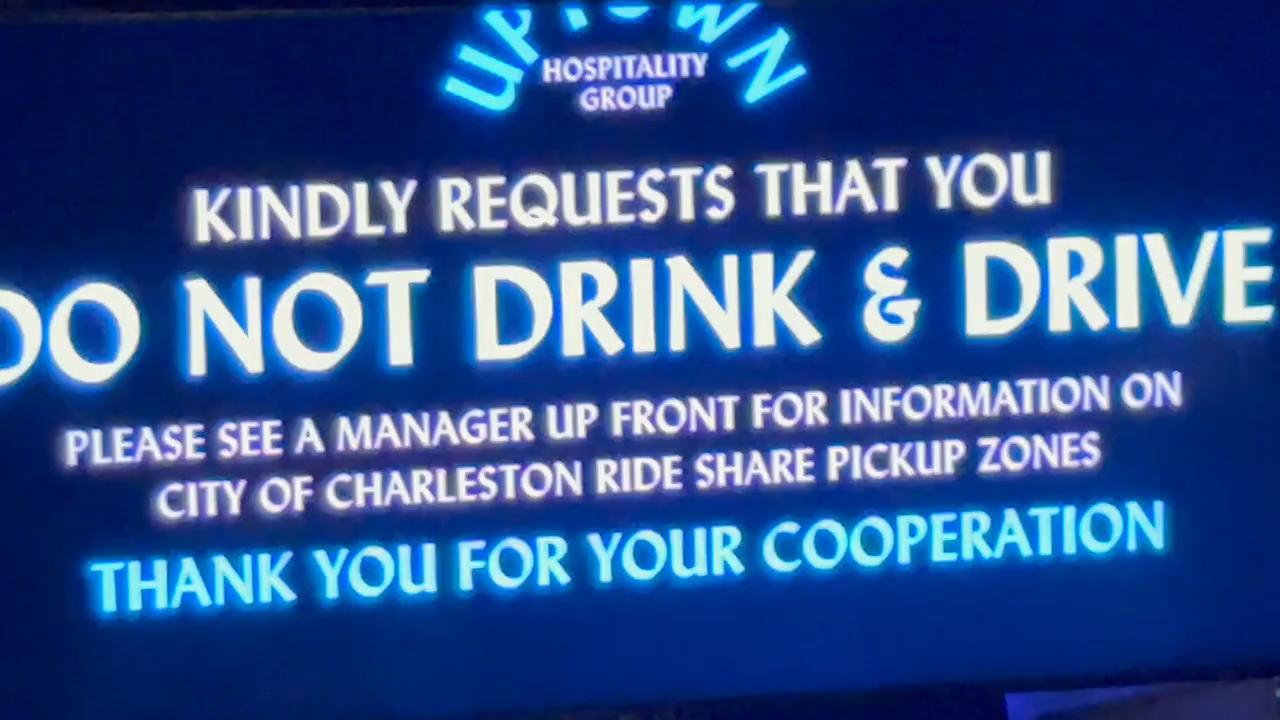 UPTOWN
HOSPITALITY
GROUP
KINDLY REQUESTS THAT YOU
DO NOT DRINK & DRIVE
PLEASE SEE A MANAGER UP FRONT FOR INFORMATION ON
CITY OF CHARLESTON RIDE SHARE PICKUP ZONES
THANK YOU FOR YOUR COOPERATION